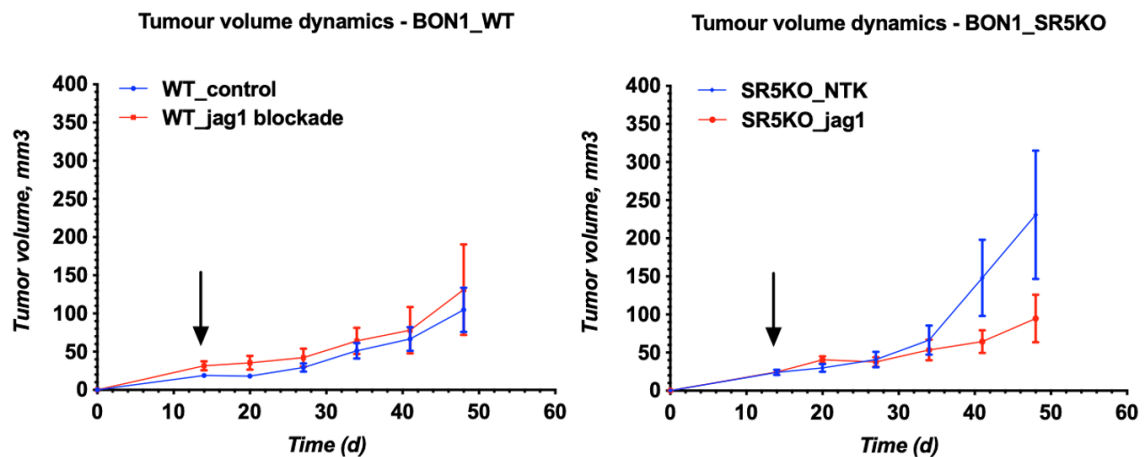 Tumour volume dynamics - BON1_WT
400
350
300
250
200
150
100
50
0
Tumor volume, mm3
WT_control
WT_jag1 blockade
0 10 20 30 40 50 60
Time (d)
Tumour volume dynamics - BON1_SR5KO
400
350
300
250
200
150
100
50
0
Tumor volume, mm3
SR5KO_NTK
SR5KO_jag1
0 10 20 30 40 50 60
Time (d)